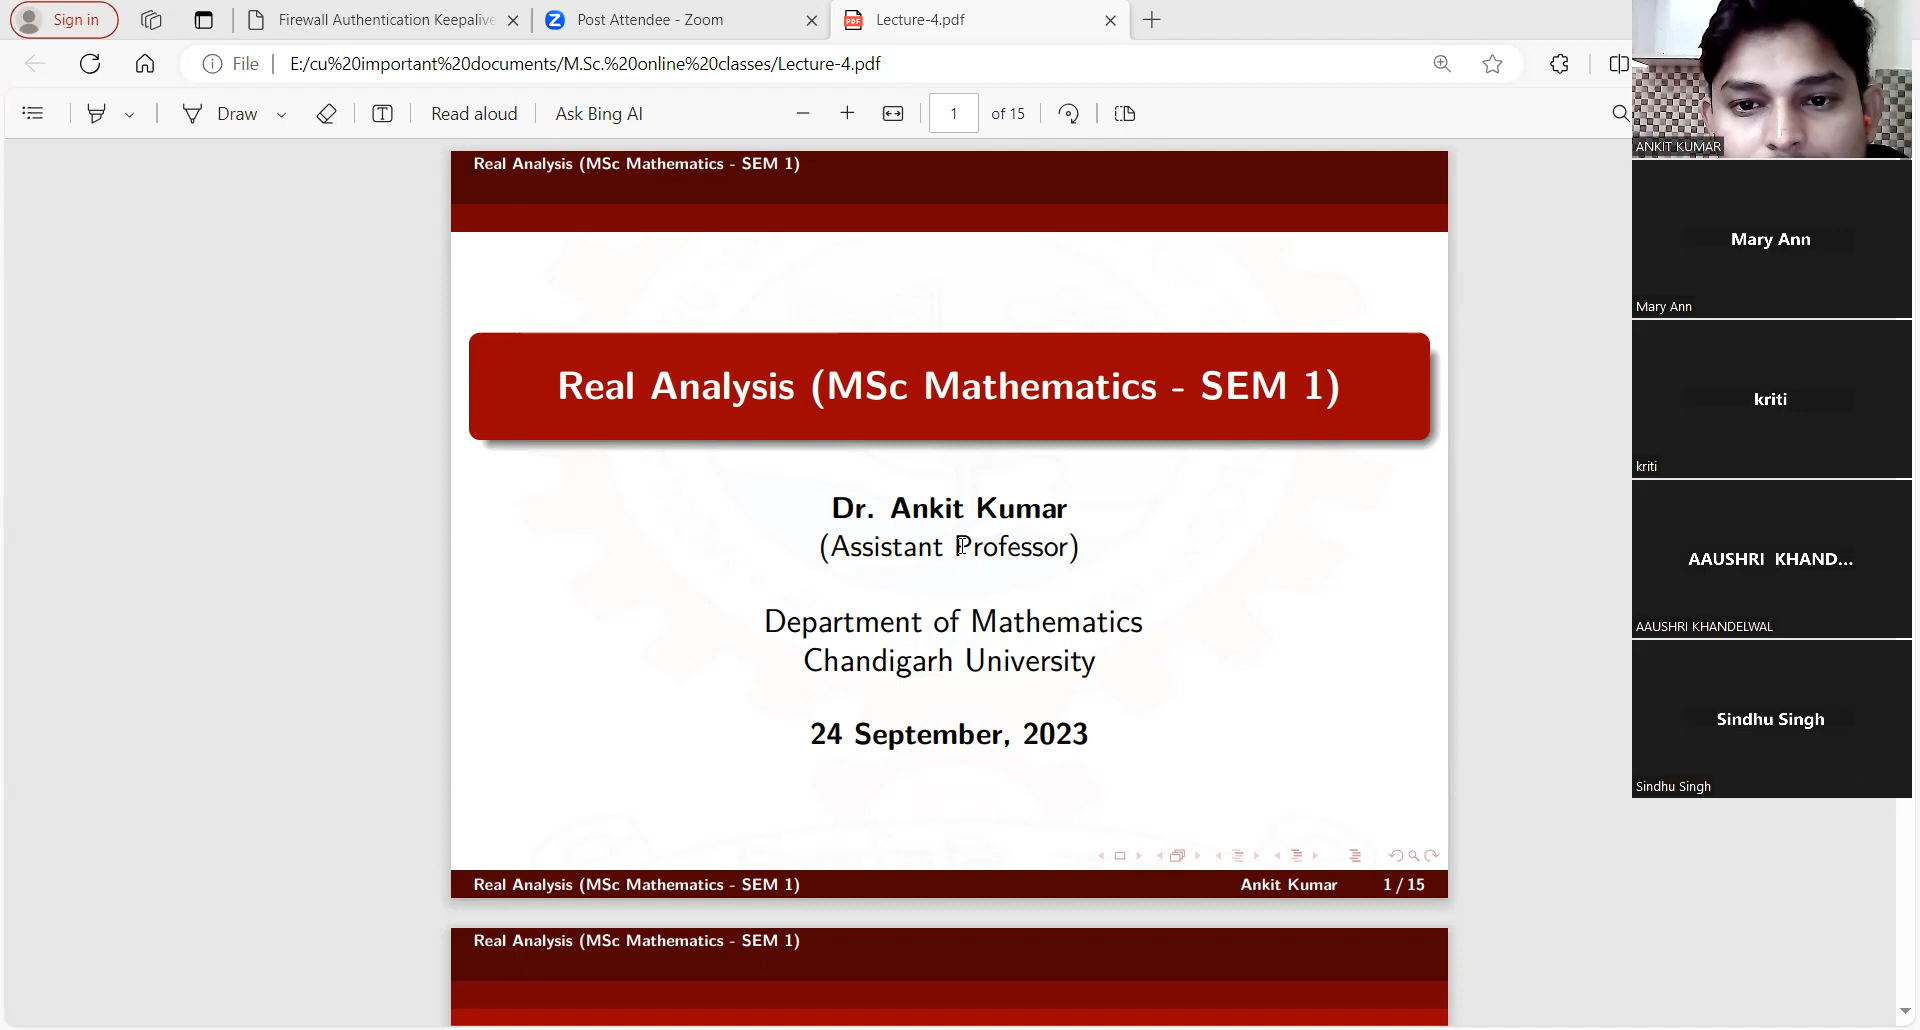 Sign in
Firewall Authentication Keepalive
Post Attendee - Zoom
Lecture-4.pdf
File
E:/cu%20important%20documents/M.Sc.%20online%20classes/Lecture-4.pdf
Draw
Read aloud
Ask Bing AI
1
of 15
Real Analysis (MSc Mathematics - SEM 1)
Real Analysis (MSc Mathematics - SEM 1)
Dr. Ankit Kumar
(Assistant Professor)
Department of Mathematics
Chandigarh University
24 September, 2023
Real Analysis (MSc Mathematics - SEM 1)
Ankit Kumar
1 / 15
Real Analysis (MSc Mathematics - SEM 1)
ANKIT KUMAR
Mary Ann
Mary Ann
kriti
kriti
AAUSHRI KHAND...
AAUSHRI KHANDELWAL
Sindhu Singh
Sindhu Singh